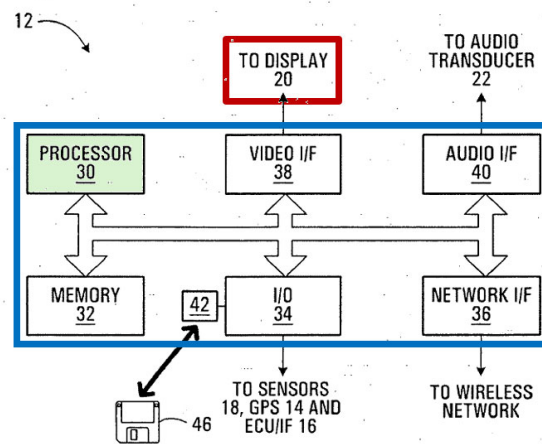 12
TO DISPLAY
20
TO AUDIO
TRANSDUCER
22
PROCESSOR
30
VIDEO I/F
38
AUDIO I/F
40
MEMORY
32
42
I/O
34
NETWORK I/F
36
46
TO SENSORS
18, GPS 14 AND
ECU/IF 16
TO WIRELESS
NETWORK